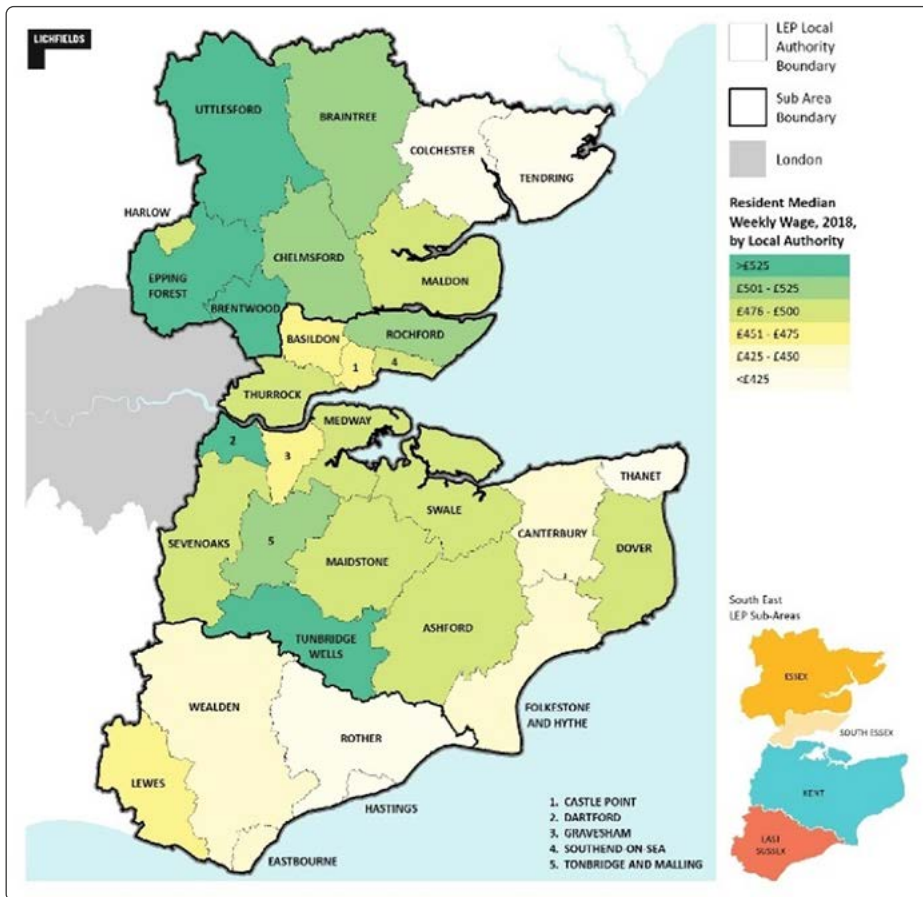 LICHFIELDS
UTTLESFORD
BRAINTREE
COLCHESTER
TENDRING
HARLOW
CHELMSFORD
EPPING
FOREST
MALDON
BRENTWOOD
BASILDON
ROCHFORD
1
4
THURROCK
MEDWAY
2
3
THANET
SWALE
CANTERBURY
SEVENOAKS
5
MAIDSTONE
DOVER
TUNBRIDGE
WELLS
ASHFORD
WEALDEN
FOLKESTONE
AND HYTHE
ROTHER
LEWES
HASTINGS
EASTBOURNE
1. CASTLE POINT
2. DARTFORD
3. GRAVESHAM
4. SOUTHEND-ON-SEA
5. TONBRIDGE AND MALLING
LEP Local
Authority
Boundary
Sub Area
Boundary
London
Resident Median
Weekly Wage, 2018,
by Local Authority
>£525
£501 - £525
£476 - £500
£451 - £475
£425 - £450
<£425
South East
LEP Sub-Areas
ESSEX
SOUTH ESSEX
KENT
EAST
SUSSEX